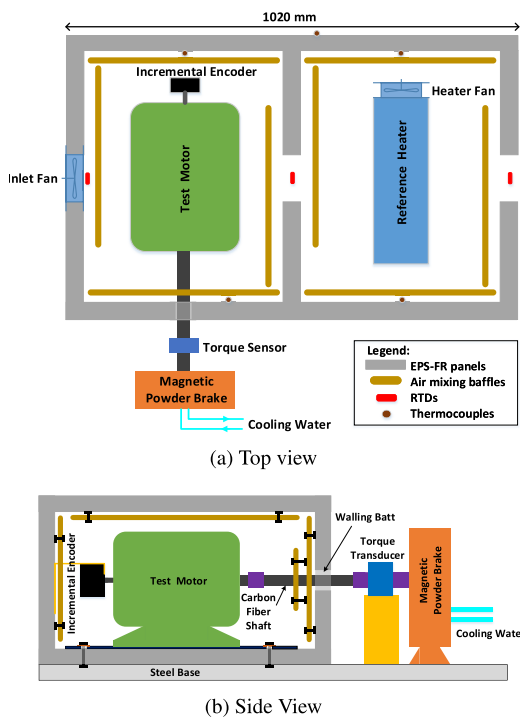 1020 mm
Incremental Encoder
Heater Fan
Inlet Fan
Test Motor
Reference Heater
Torque Sensor
Magnetic
Powder Brake
Cooling Water
Legend:
EPS-FR panels
Air mixing baffles
RTDs
Thermocouples
(a) Top view
Walling Batt
Torque
Transducer
Incremental Encoder
Test Motor
Carbon
Fiber
Shaft
Magnetic
Powder Brake
Cooling Wate
Steel Base
(b) Side View